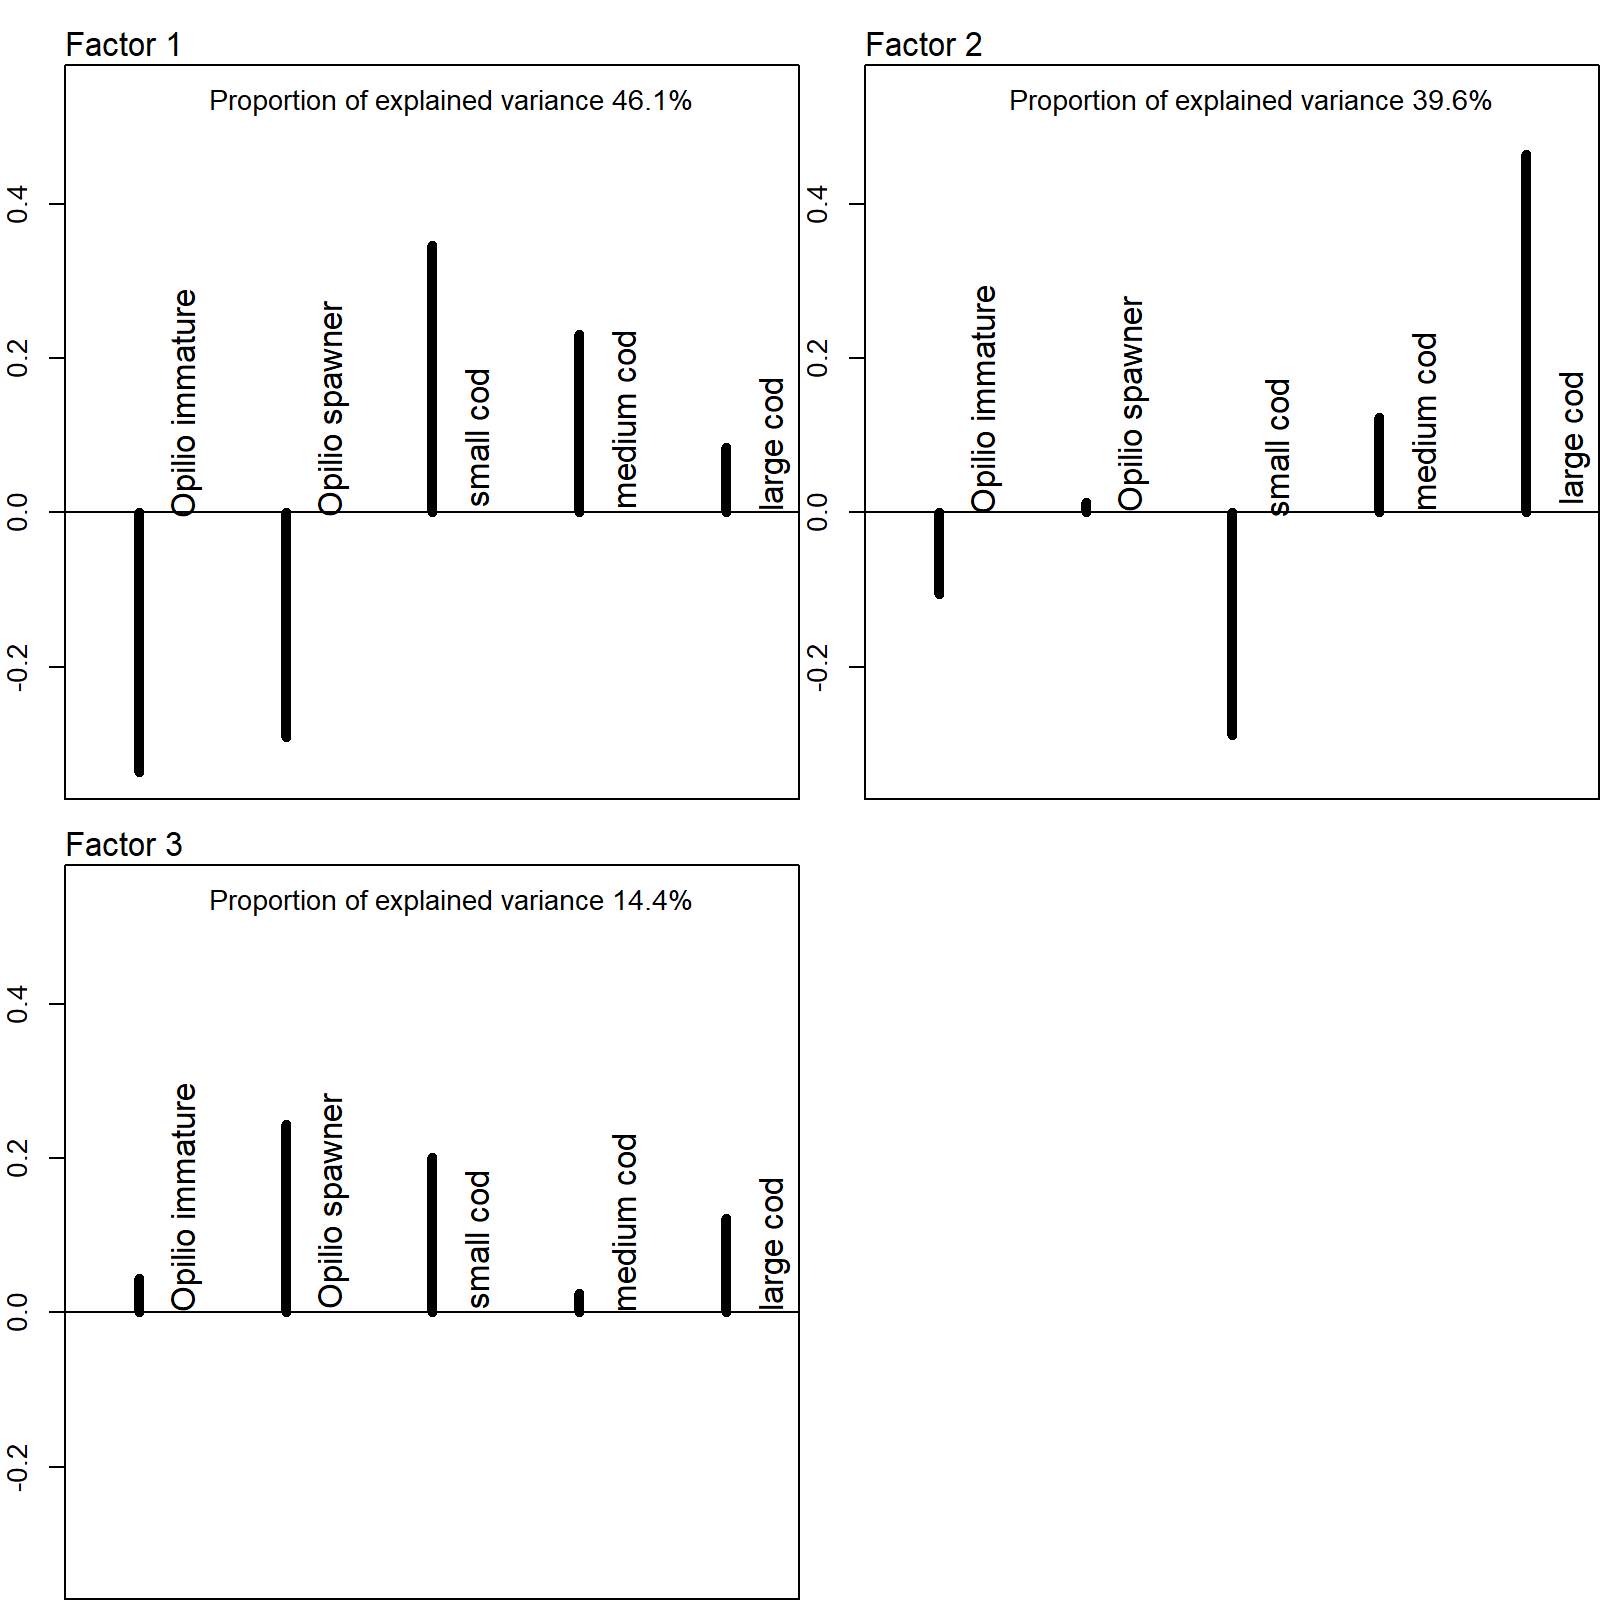 Factor 1
Proportion of explained variance 46.1%
0.4
0.2
0.0
-0.2
Opilio immature
Opilio spawner
small cod
medium cod
large cod
Factor 2
Proportion of explained variance 39.6%
0.4
0.2
0.0
-0.2
Opilio immature
Opilio spawner
small cod
medium cod
large cod
Factor 3
Proportion of explained variance 14.4%
0.4
0.2
0.0
-0.2
Opilio immature
Opilio spawner
small cod
medium cod
large cod